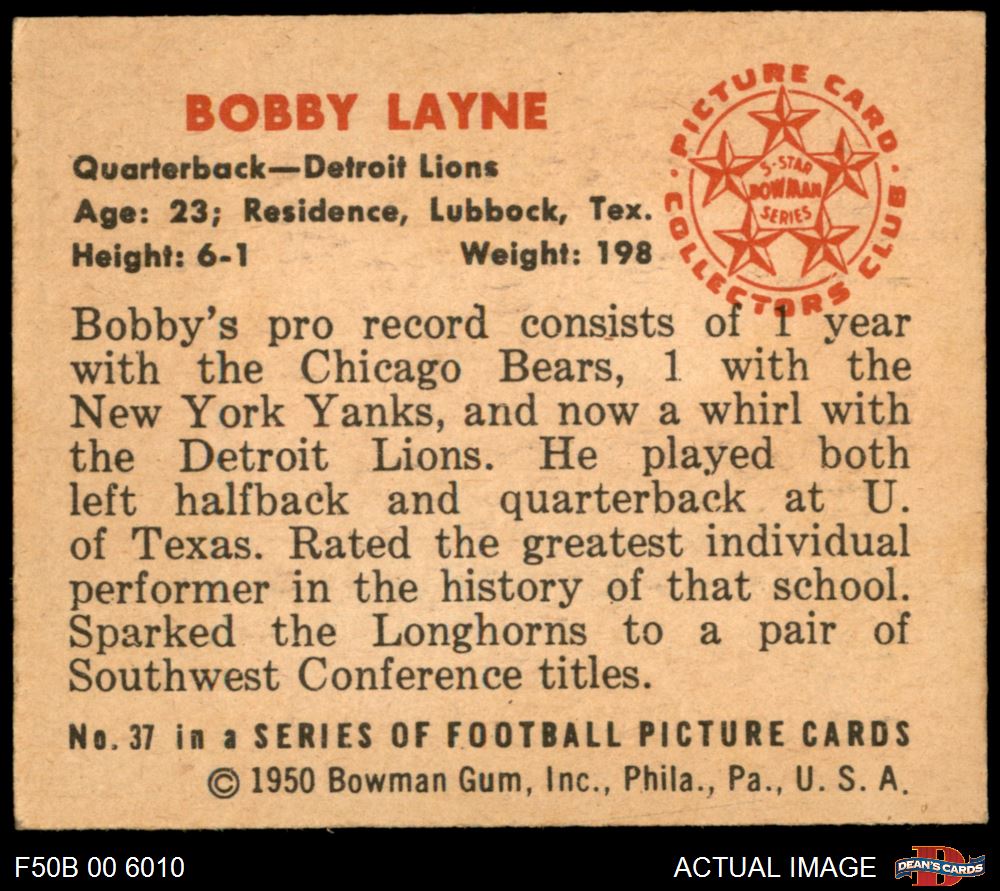 BOBBY LAYNE
Quarterback—Detroit Lions
Age: 23; Residence, Lubbock, Tex.
Height: 6-1 Weight: 198
PICTURE CARD
COLLECTORS CLUB
5-STAR
BOWMAN
SERIES
Bobby's pro record consists of 1 year
with the Chicago Bears, 1 with the
New York Yanks, and now a whirl with
the Detroit Lions. He played both
left halfback and quarterback at U.
of Texas. Rated the greatest individual
performer in the history of that school.
Sparked the Longhorns to a pair of
Southwest Conference titles.
No. 37 in a SERIES OF FOOTBALL PICTURE CARDS
© 1950 Bowman Gum, Inc., Phila., Pa., U. S. A.
F50B 00 6010 ACTUAL IMAGE
DEAN'S CARDS